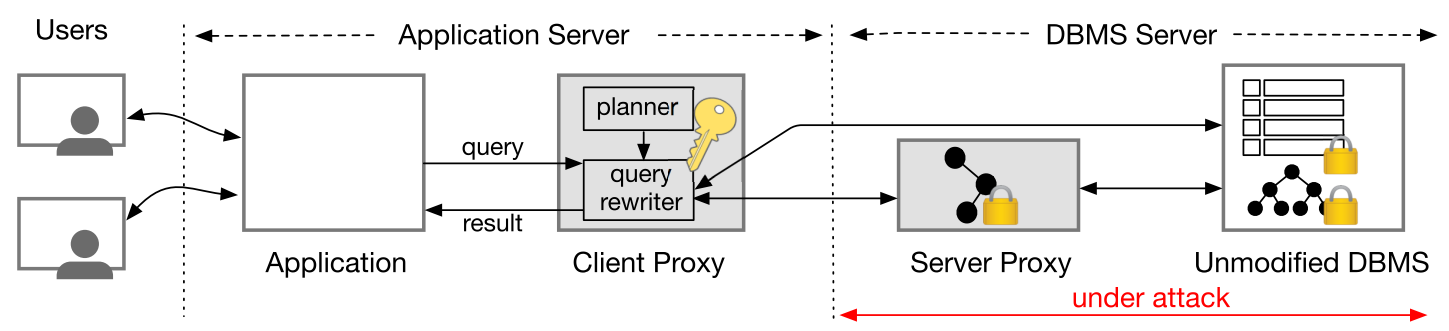 Users
Application Server
DBMS Server
planner
query
query
rewriter
result
Application
Client Proxy
Server Proxy
Unmodified DBMS
under attack